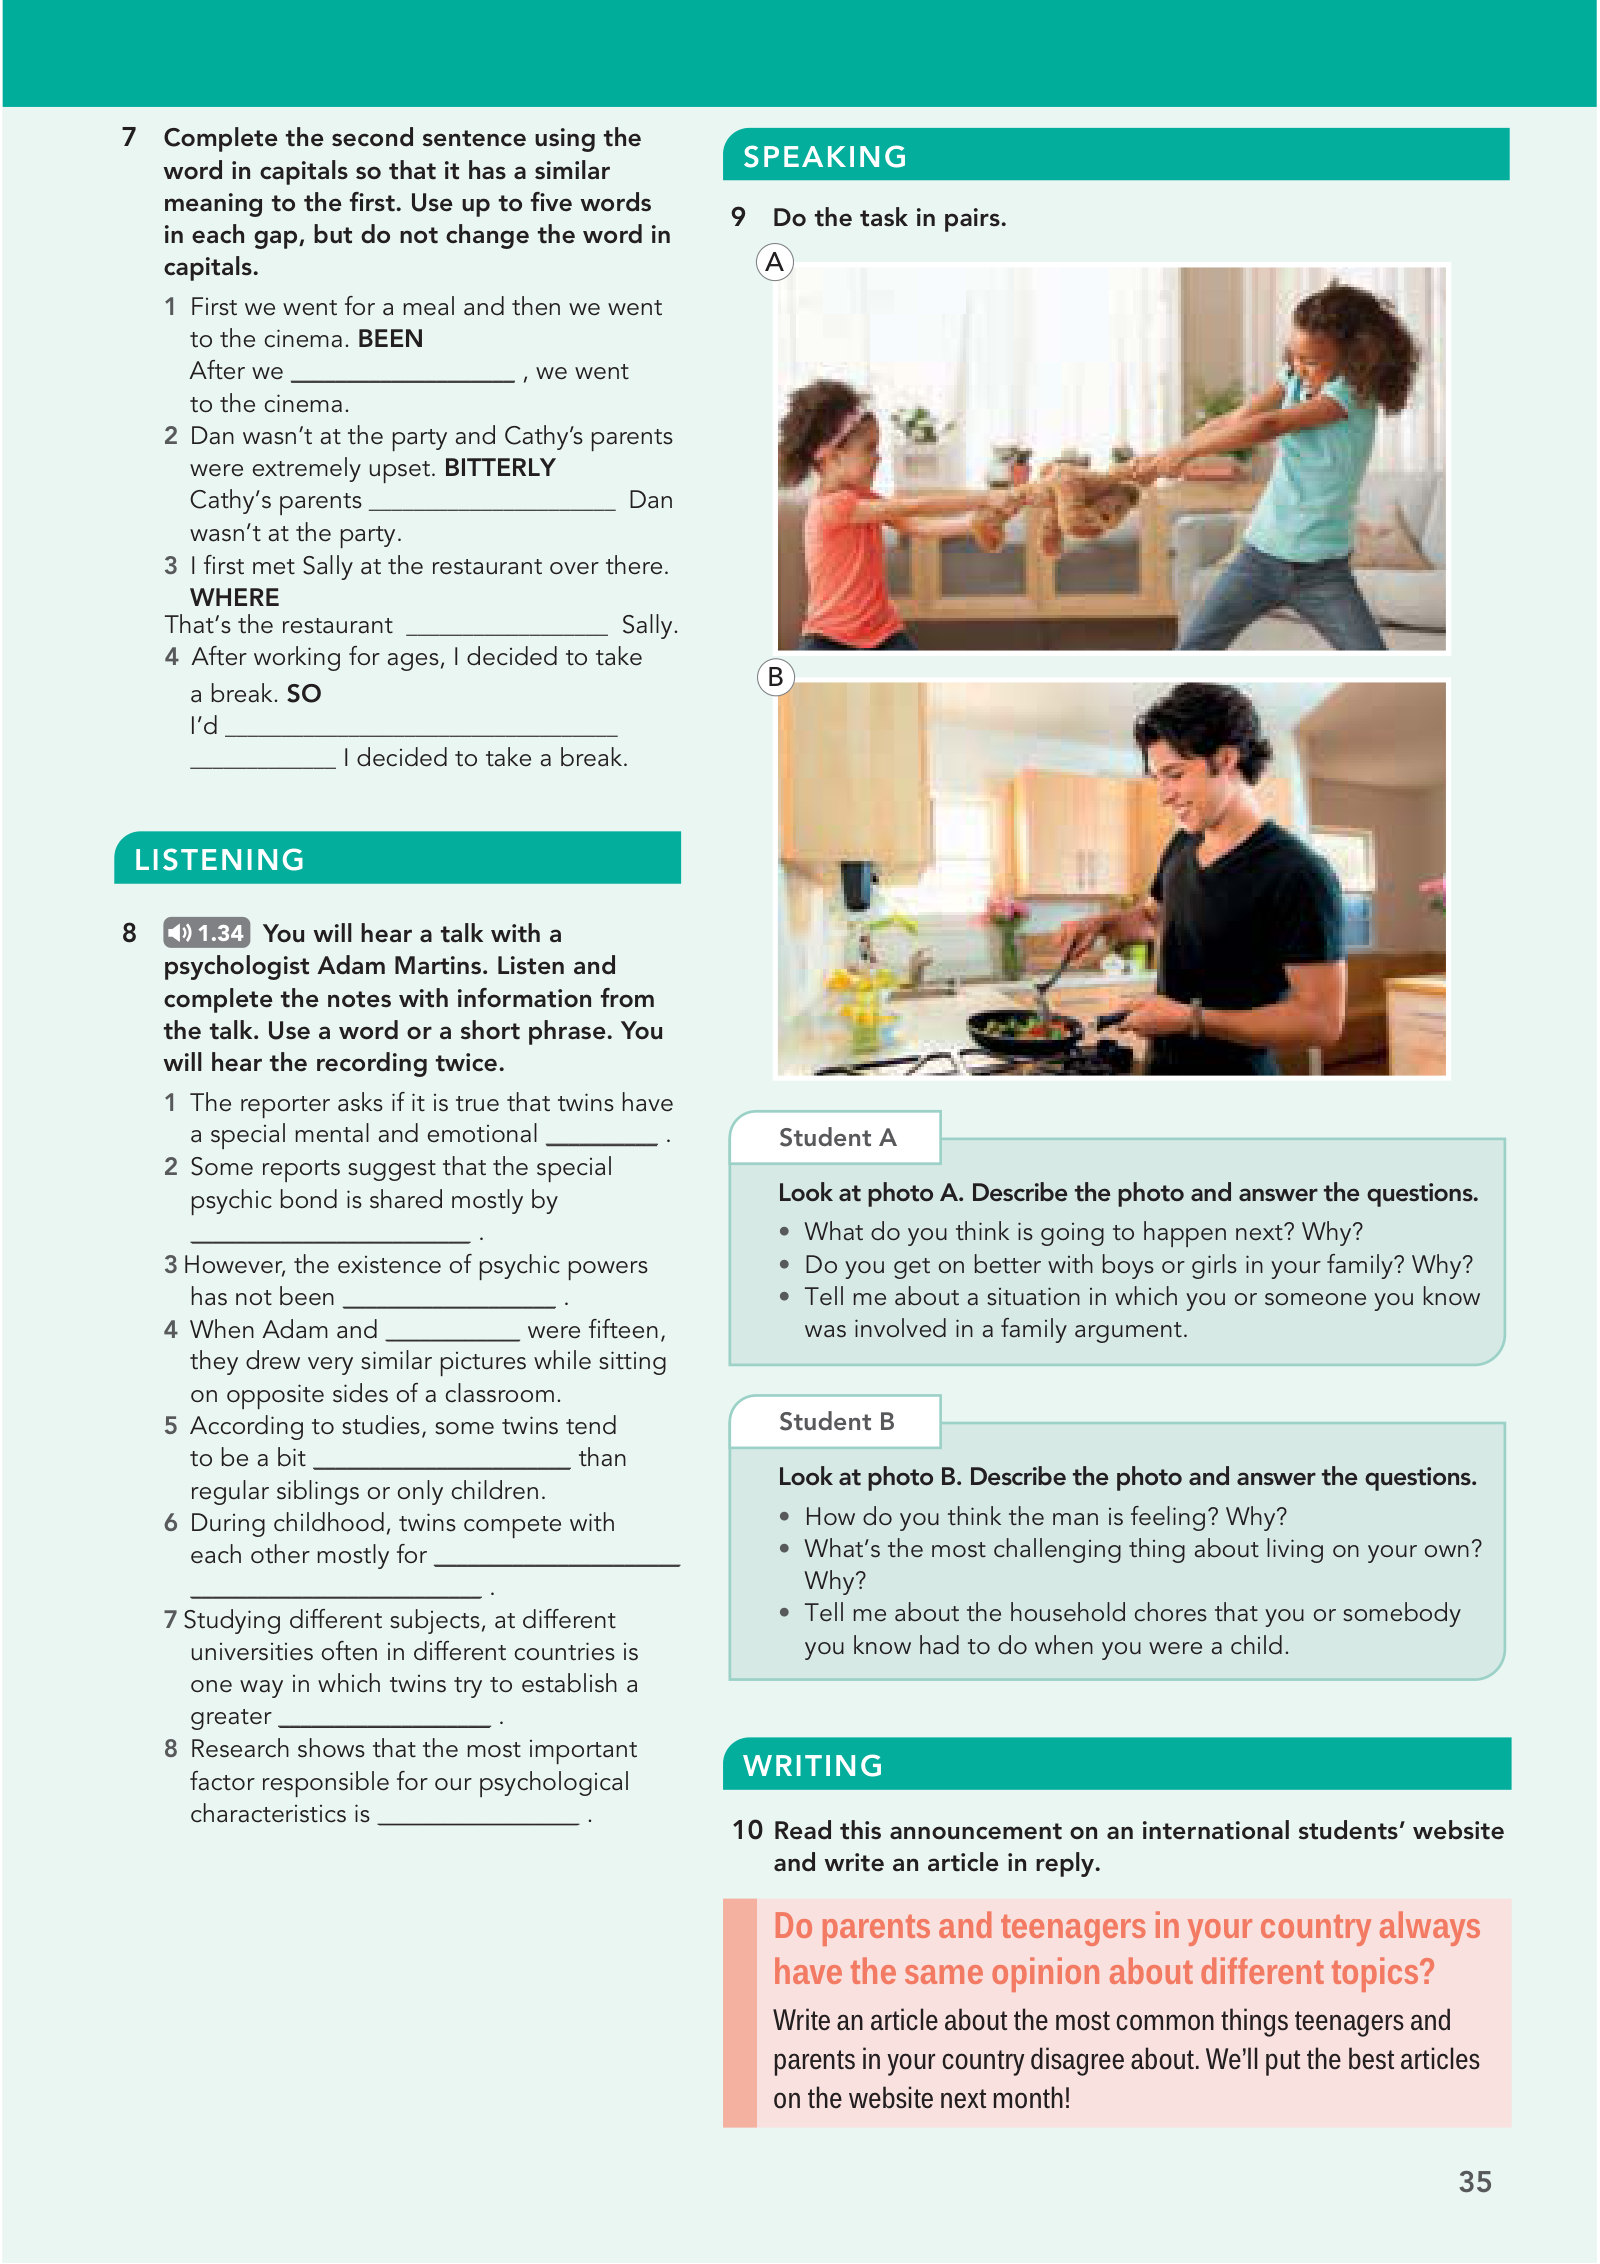 7 Complete the second sentence using the
word in capitals so that it has a similar
meaning to the first. Use up to five words
in each gap, but do not change the word in
capitals.
1 First we went for a meal and then we went
to the cinema. BEEN
After we ________________ , we went
to the cinema.
2 Dan wasn't at the party and Cathy's parents
were extremely upset. BITTERLY
Cathy's parents __________________ Dan
wasn't at the party.
3 I first met Sally at the restaurant over there.
WHERE
That's the restaurant _______________ Sally.
4 After working for ages, I decided to take
a break. SO
I'd _____________________________
___________ I decided to take a break.
LISTENING
8 1.34 You will hear a talk with a
psychologist Adam Martins. Listen and
complete the notes with information from
the talk. Use a word or a short phrase. You
will hear the recording twice.
1 The reporter asks if it is true that twins have
a special mental and emotional ________ .
2 Some reports suggest that the special
psychic bond is shared mostly by
____________________ .
3 However, the existence of psychic powers
has not been _______________ .
4 When Adam and __________ were fifteen,
they drew very similar pictures while sitting
on opposite sides of a classroom.
5 According to studies, some twins tend
to be a bit ___________________ than
regular siblings or only children.
6 During childhood, twins compete with
each other mostly for __________________
_____________________ .
7 Studying different subjects, at different
universities often in different countries is
one way in which twins try to establish a
greater _______________ .
8 Research shows that the most important
factor responsible for our psychological
characteristics is _______________ .
SPEAKING
9 Do the task in pairs.
A
B
Student A
Look at photo A. Describe the photo and answer the questions.
• What do you think is going to happen next? Why?
• Do you get on better with boys or girls in your family? Why?
• Tell me about a situation in which you or someone you know
was involved in a family argument.
Student B
Look at photo B. Describe the photo and answer the questions.
• How do you think the man is feeling? Why?
• What's the most challenging thing about living on your own?
Why?
• Tell me about the household chores that you or somebody
you know had to do when you were a child.
WRITING
10 Read this announcement on an international students' website
and write an article in reply.
Do parents and teenagers in your country always
have the same opinion about different topics?
Write an article about the most common things teenagers and
parents in your country disagree about. We'll put the best articles
on the website next month!
35